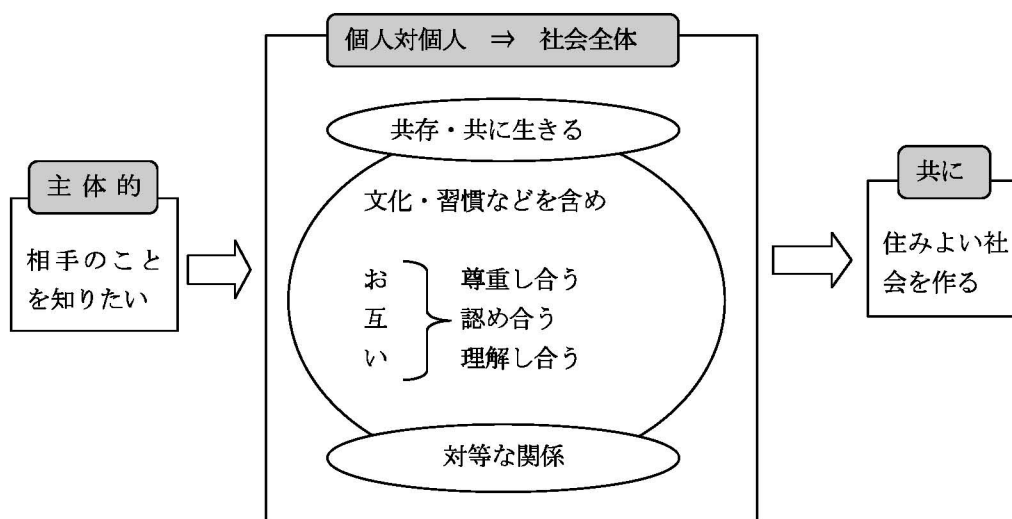 主体的
相手のこと
を知りたい
個人対個人 ⇒ 社会全体
共存・共に生きる
文化・習慣などを含め
お互い
尊重し合う
認め合う
理解し合う
対等な関係
共に
住みよい社
会を作る